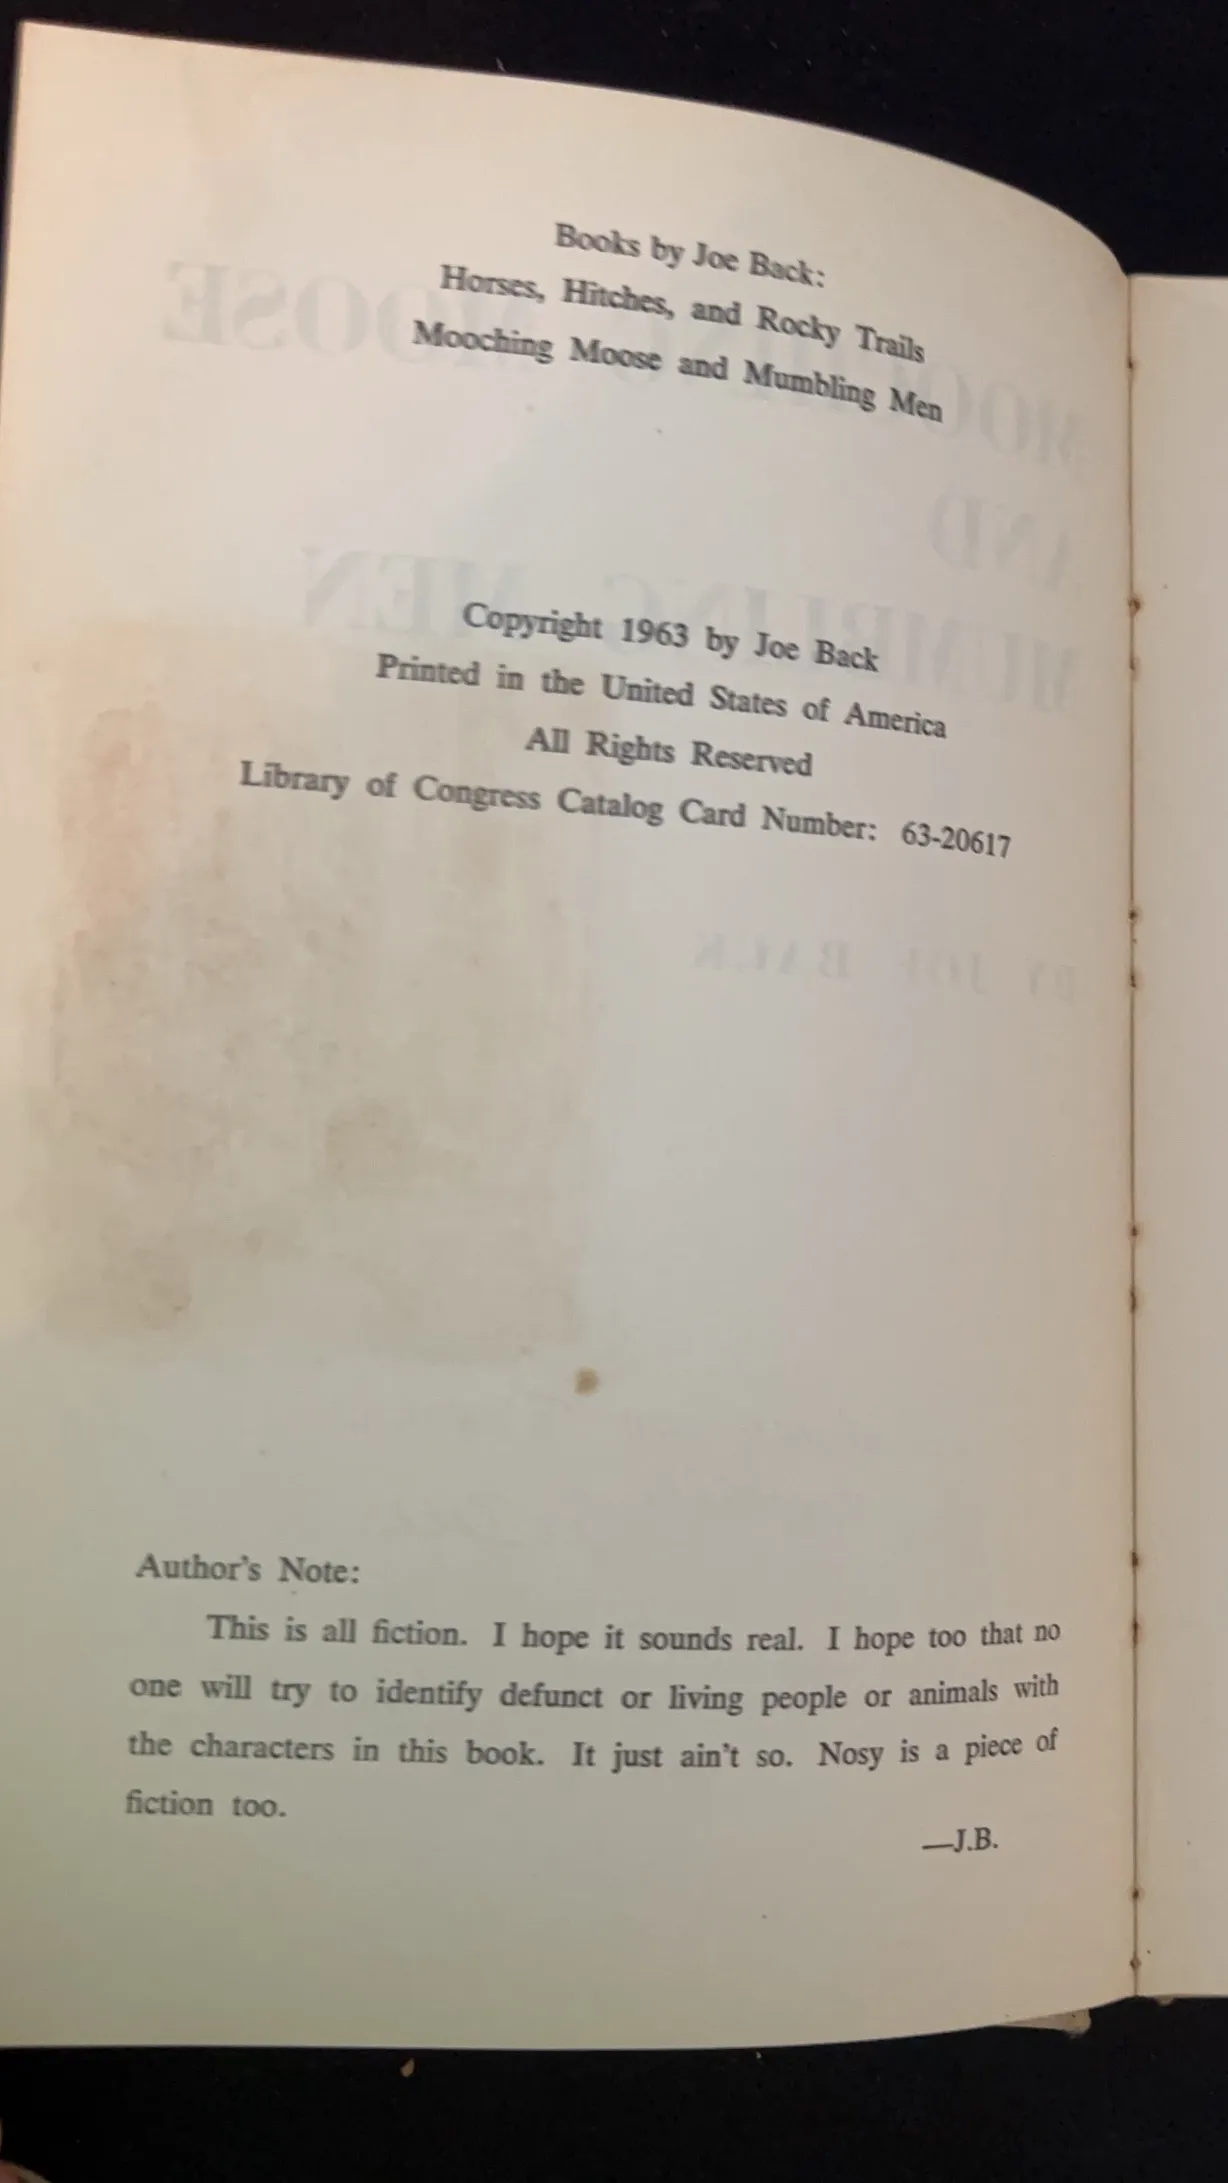 Books by Joe Back:
Horses, Hitches, and Rocky Trails
Mooching Moose and Mumbling Men
Copyright 1963 by Joe Back
Printed in the United States of America
All Rights Reserved
Library of Congress Catalog Card Number: 63-20617
Author's Note:
This is all fiction. I hope it sounds real. I hope too that no
one will try to identify defunct or living people or animals with
the characters in this book. It just ain't so. Nosy is a piece of
fiction too.
—J.B.